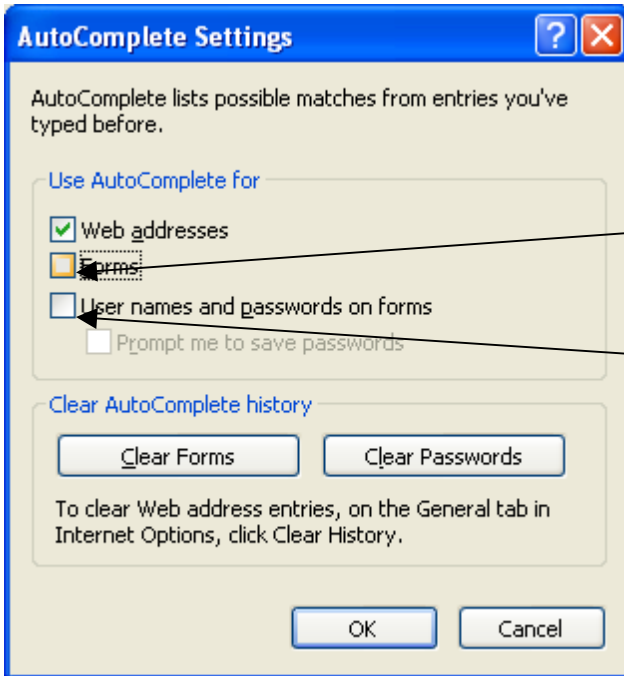 AutoComplete Settings
AutoComplete lists possible matches from entries you've
typed before.
Use AutoComplete for
Web addresses
Forms
User names and passwords on forms
Prompt me to save passwords
Clear AutoComplete history
Clear Forms
Clear Passwords
To clear Web address entries, on the General tab in
Internet Options, click Clear History.
OK
Cancel